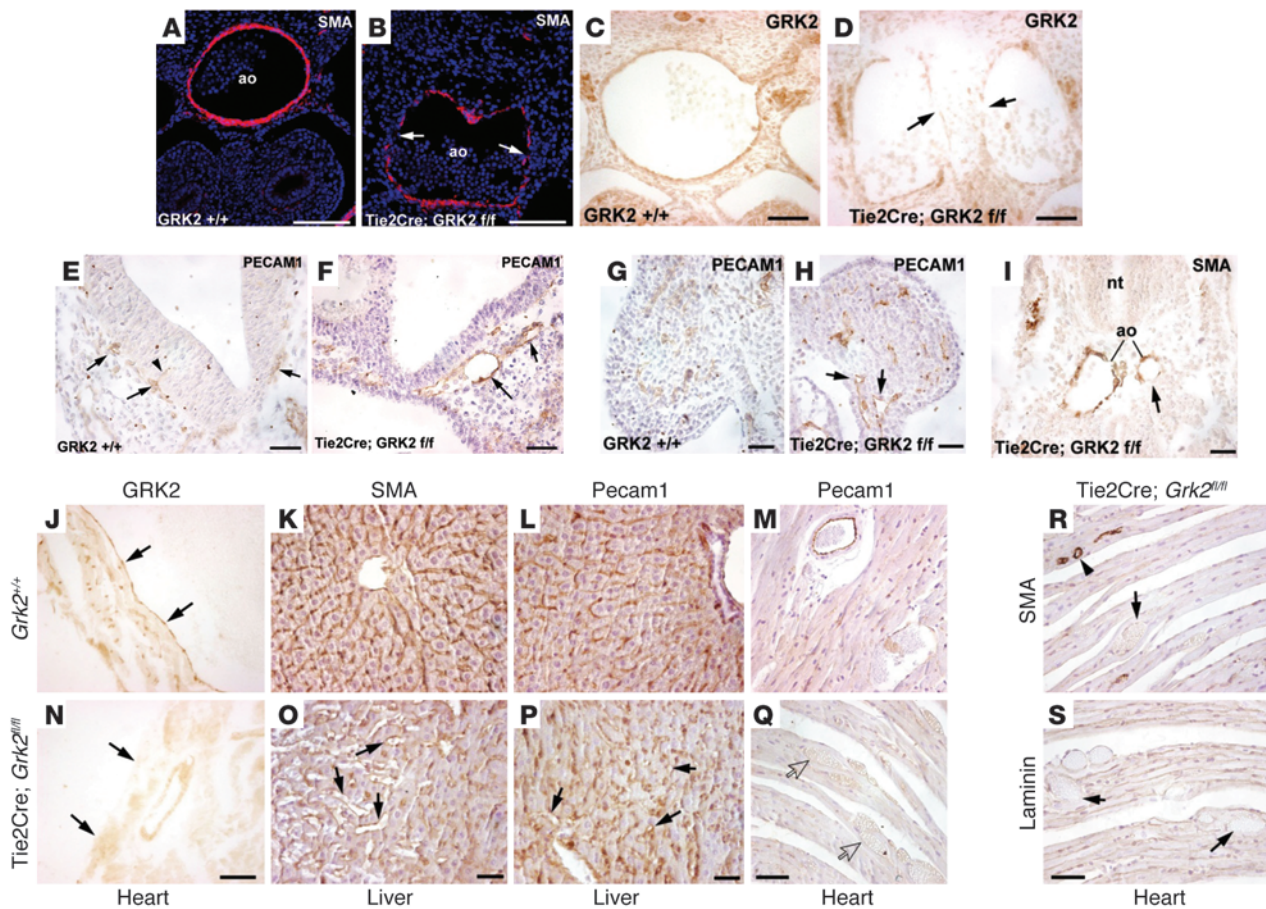 A SMA
ao
GRK2 +/+
B SMA
ao
Tie2Cre; GRK2 f/f
C GRK2
GRK2 +/+
D GRK2
Tie2Cre; GRK2 f/f
E PECAM1
GRK2 +/+
F PECAM1
Tie2Cre; GRK2 f/f
G PECAM1
GRK2 +/+
H PECAM1
Tie2Cre; GRK2 f/f
I SMA
nt
ao
Tie2Cre; GRK2 f/f
GRK2 SMA Pecam1 Pecam1 Tie2Cre; Grk2fl/fl
Grk2+/+
J K L M
SMA
R
Tie2Cre; Grk2fl/fl
N O P Q
Laminin
S
Heart Liver Liver Heart Heart